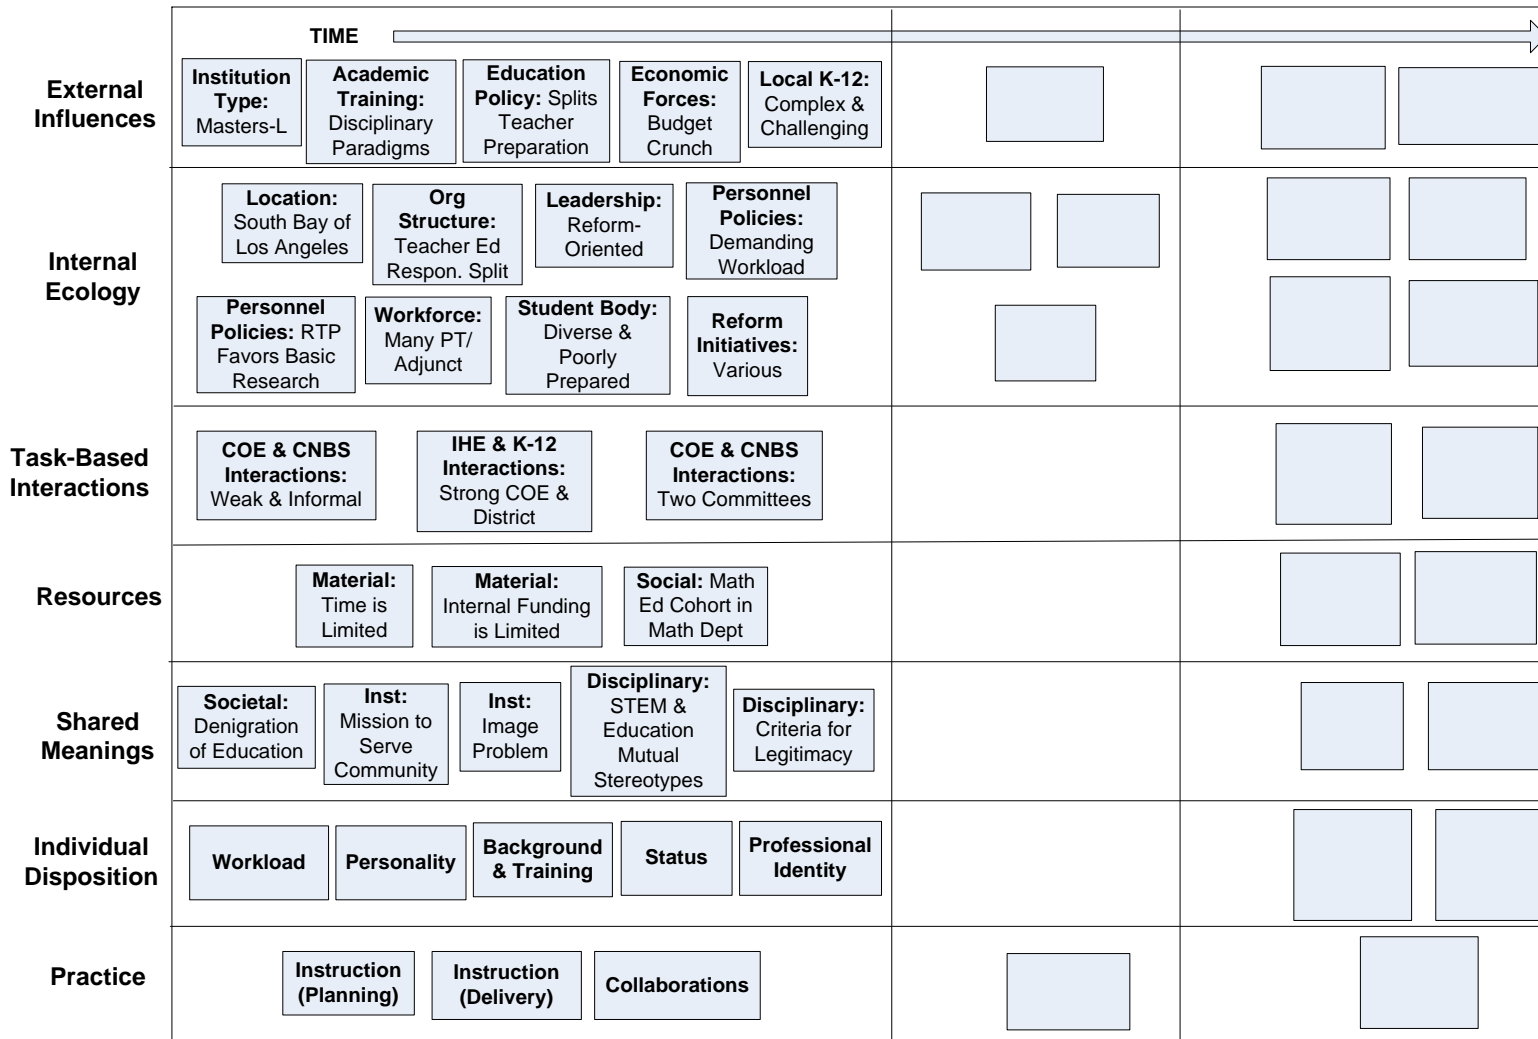 TIME
External
Influences
Institution
Type:
Masters-L
Academic
Training:
Disciplinary
Paradigms
Education
Policy: Splits
Teacher
Preparation
Economic
Forces:
Budget
Crunch
Local K-12:
Complex &
Challenging
Internal
Ecology
Location:
South Bay of
Los Angeles
Org
Structure:
Teacher Ed
Respon. Split
Leadership:
Reform-
Oriented
Personnel
Policies:
Demanding
Workload
Personnel
Policies: RTP
Favors Basic
Research
Workforce:
Many PT/
Adjunct
Student Body:
Diverse &
Poorly
Prepared
Reform
Initiatives:
Various
Task-Based
Interactions
COE & CNBS
Interactions:
Weak & Informal
IHE & K-12
Interactions:
Strong COE &
District
COE & CNBS
Interactions:
Two Committees
Resources
Material:
Time is
Limited
Material:
Internal Funding
is Limited
Social: Math
Ed Cohort in
Math Dept
Shared
Meanings
Societal:
Denigration
of Education
Inst:
Mission to
Serve
Community
Inst:
Image
Problem
Disciplinary:
STEM &
Education
Mutual
Stereotypes
Disciplinary:
Criteria for
Legitimacy
Individual
Disposition
Workload
Personality
Background
& Training
Status
Professional
Identity
Practice
Instruction
(Planning)
Instruction
(Delivery)
Collaborations